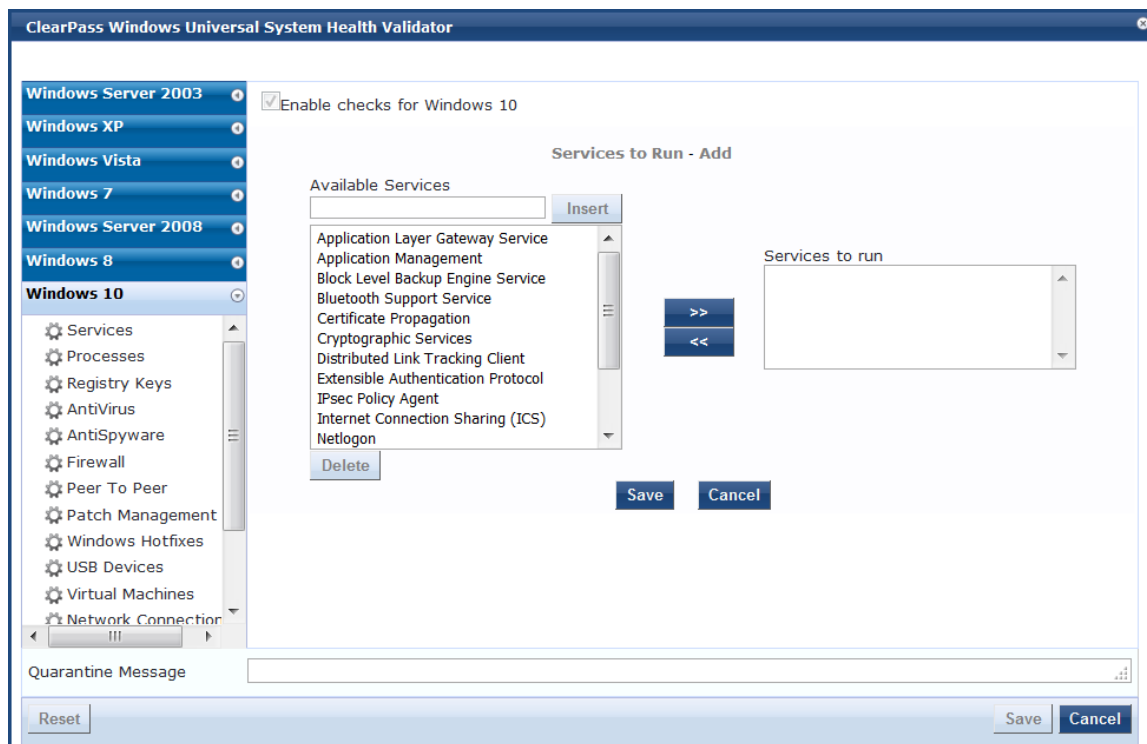 ClearPass Windows Universal System Health Validator
Windows Server 2003
Windows XP
Windows Vista
Windows 7
Windows Server 2008
Windows 8
Windows 10
Services
Processes
Registry Keys
AntiVirus
AntiSpyware
Firewall
Peer To Peer
Patch Management
Windows Hotfixes
USB Devices
Virtual Machines
Network Connection
Enable checks for Windows 10
Services to Run - Add
Available Services
Insert
Application Layer Gateway Service
Application Management
Block Level Backup Engine Service
Bluetooth Support Service
Certificate Propagation
Cryptographic Services
Distributed Link Tracking Client
Extensible Authentication Protocol
IPsec Policy Agent
Internet Connection Sharing (ICS)
Netlogon
Delete
>>
<<
Services to run
Save
Cancel
Quarantine Message
Reset
Save
Cancel